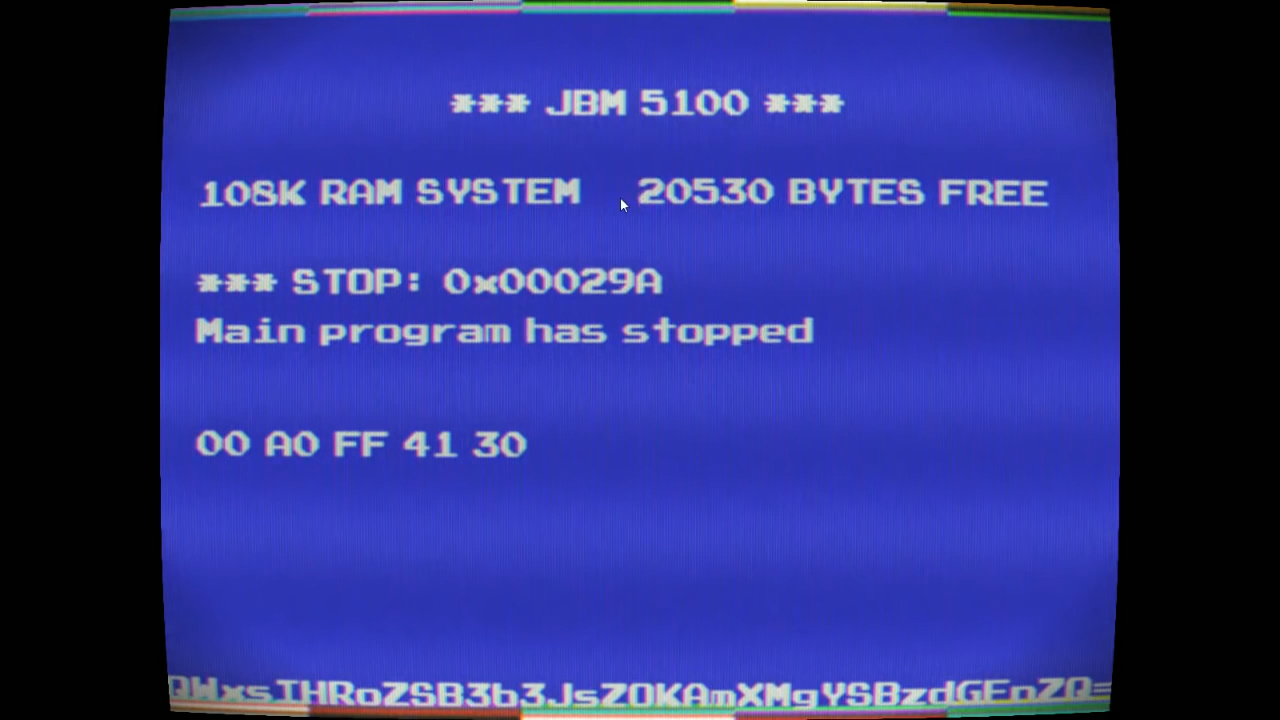 *** JBM 5100 ***
108K RAM SYSTEM 20530 BYTES FREE
*** STOP: 0x00029A
Main program has stopped
00 A0 FF 41 30
QWxsIHRoZSB3b3JsZOKAmXMgYSBzdGFnZQ=